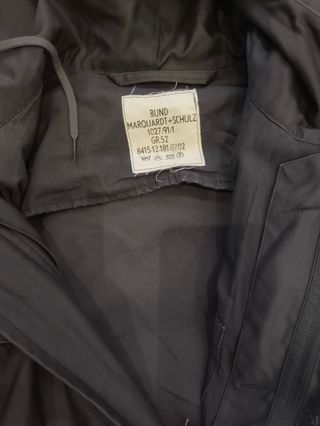 BUND
MARQUARDT+SCHULZ
1027/91/1
GR.52
8415 12 181 0702